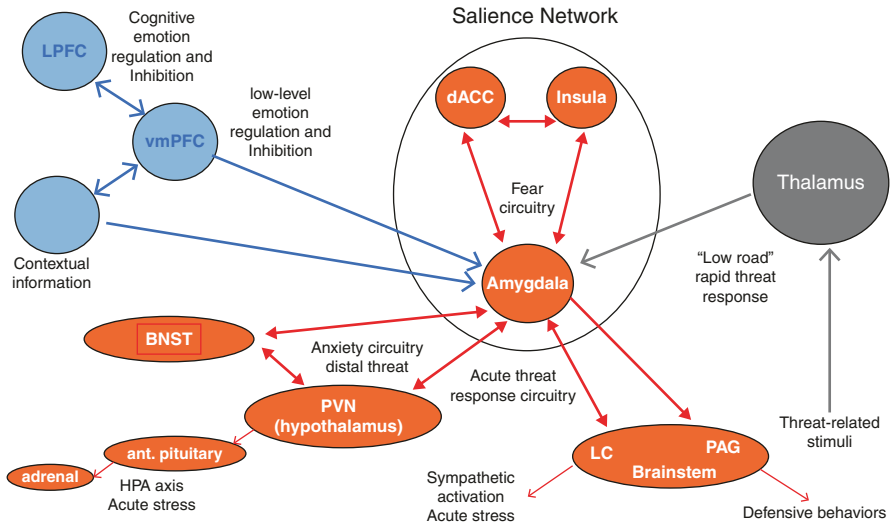 Salience Network
Cognitive
emotion
regulation and
Inhibition
LPFC
low-level
emotion
regulation and
Inhibition
vmPFC
dACC
Insula
Fear
circuitry
Thalamus
Contextual
information
"Low road"
rapid threat
response
Amygdala
BNST
Anxiety circuitry
distal threat
Acute threat
response circuitry
PVN
(hypothalamus)
Threat-related
stimuli
ant. pituitary
adrenal
HPA axis
Acute stress
LC
PAG
Brainstem
Sympathetic
activation
Acute stress
Defensive behaviors